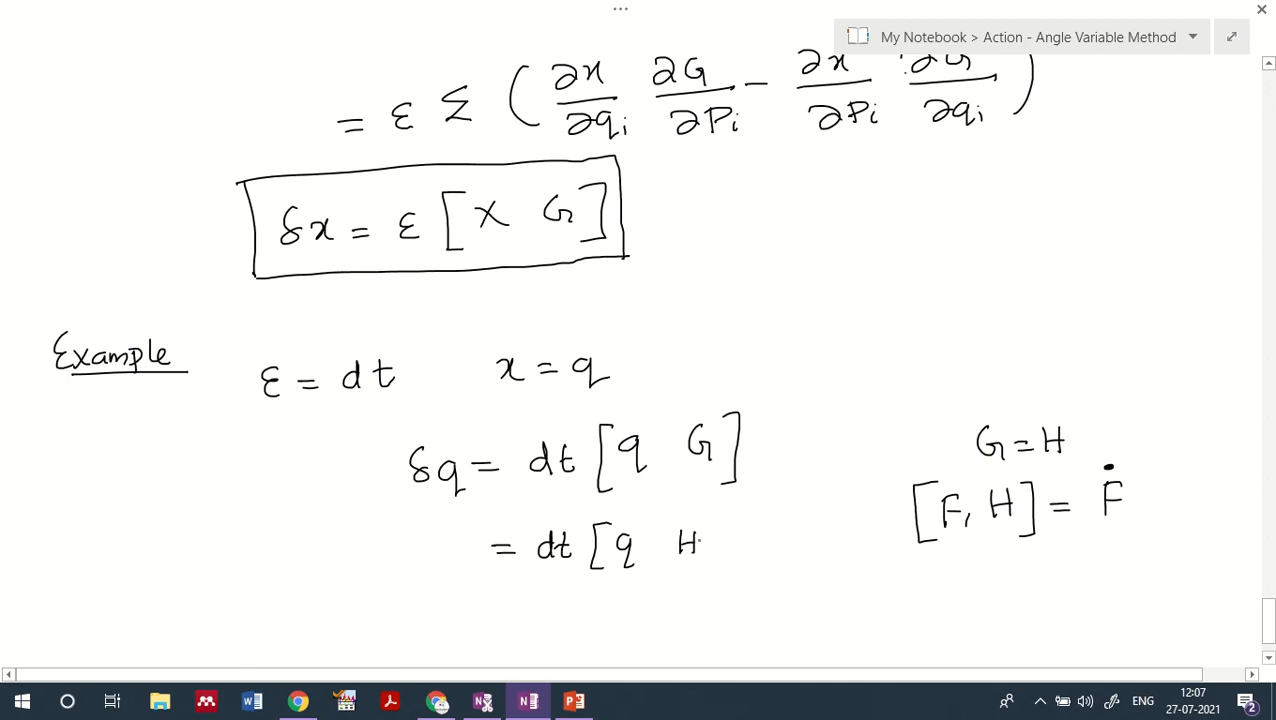 My Notebook > Action - Angle Variable Method
= ε Σ ( ∂x/∂qi ∂G/∂Pi - ∂x/∂Pi ∂G/∂qi )
δx = ε [X G]
Example ε = dt x = q
δq = dt [q G]
G = H
[F, H] = Ḟ
= dt [q H
ENG
12:07
27-07-2021
2